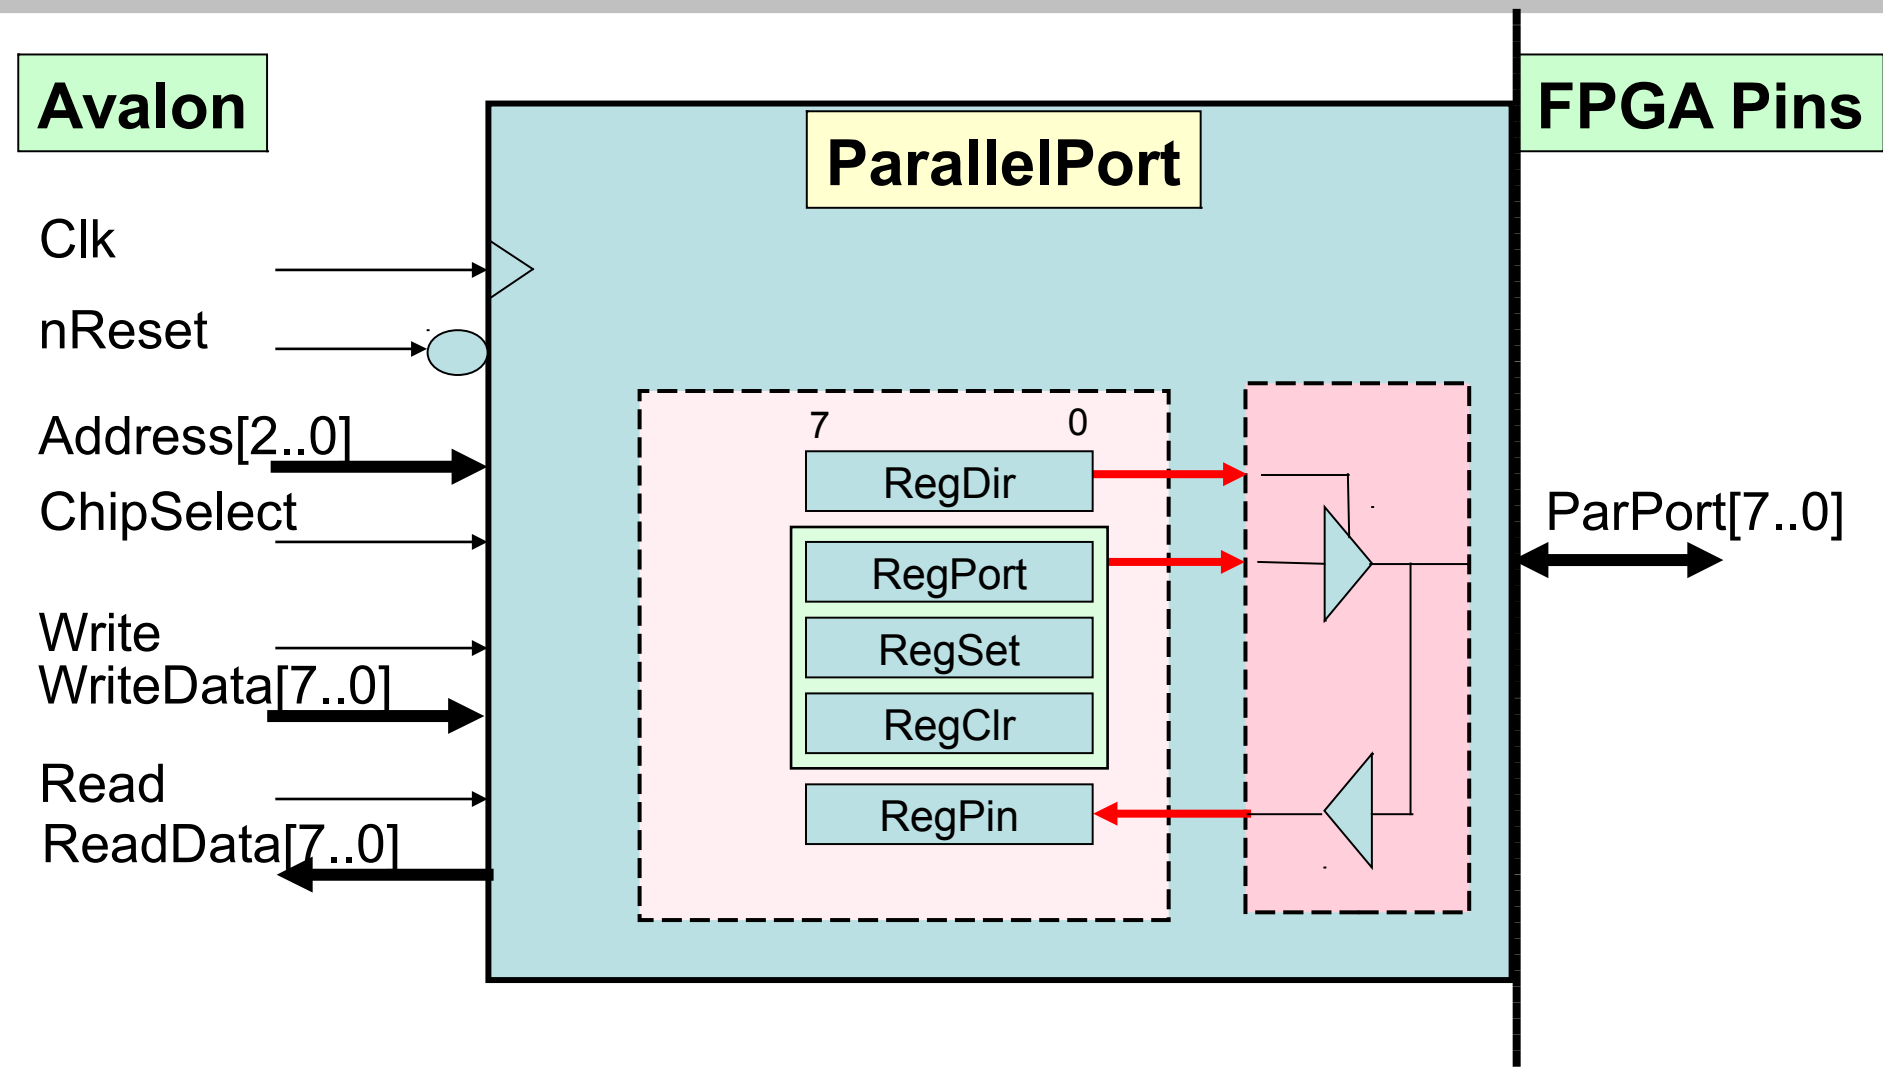 Avalon
FPGA Pins
ParallelPort
Clk
nReset
Address[2..0]
ChipSelect
Write
WriteData[7..0]
Read
ReadData[7..0]
7 0
RegDir
RegPort
RegSet
RegClr
RegPin
ParPort[7..0]